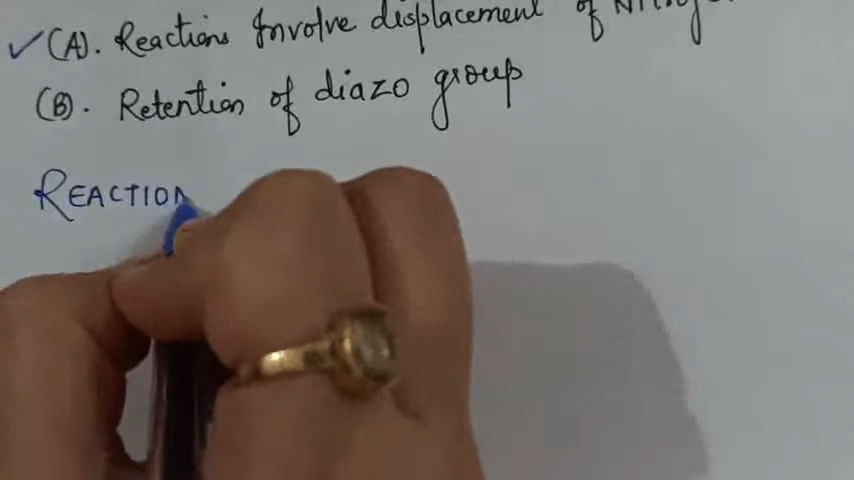 ✓ (A). Reactions Involve displacement of
(B). Retention of diazo group
REACTION